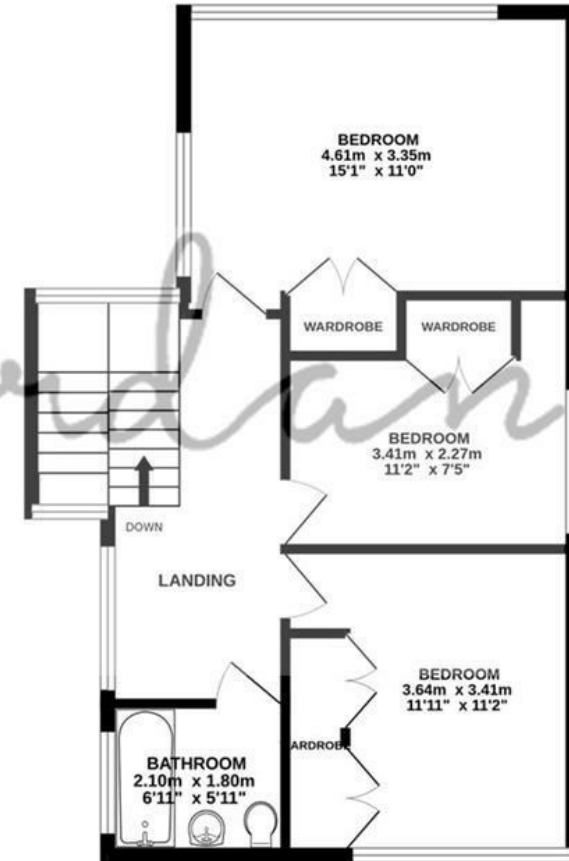 BEDROOM
4.61m x 3.35m
15'1" x 11'0"
WARDROBE
WARDROBE
BEDROOM
3.41m x 2.27m
11'2" x 7'5"
DOWN
LANDING
BEDROOM
3.64m x 3.41m
11'11" x 11'2"
ARDROBE
BATHROOM
2.10m x 1.80m
6'11" x 5'11"
rdan